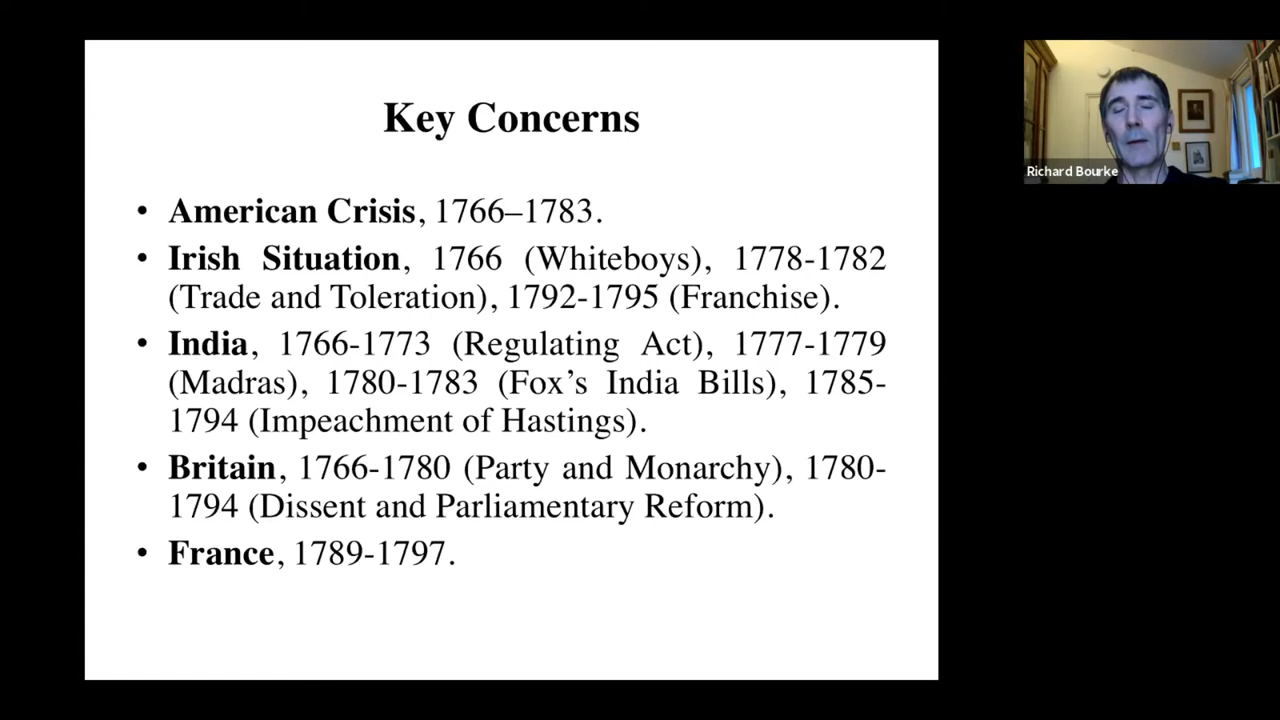 Key Concerns
• American Crisis, 1766–1783.
• Irish Situation, 1766 (Whiteboys), 1778-1782
(Trade and Toleration), 1792-1795 (Franchise).
• India, 1766-1773 (Regulating Act), 1777-1779
(Madras), 1780-1783 (Fox’s India Bills), 1785-
1794 (Impeachment of Hastings).
• Britain, 1766-1780 (Party and Monarchy), 1780-
1794 (Dissent and Parliamentary Reform).
• France, 1789-1797.
Richard Bourke